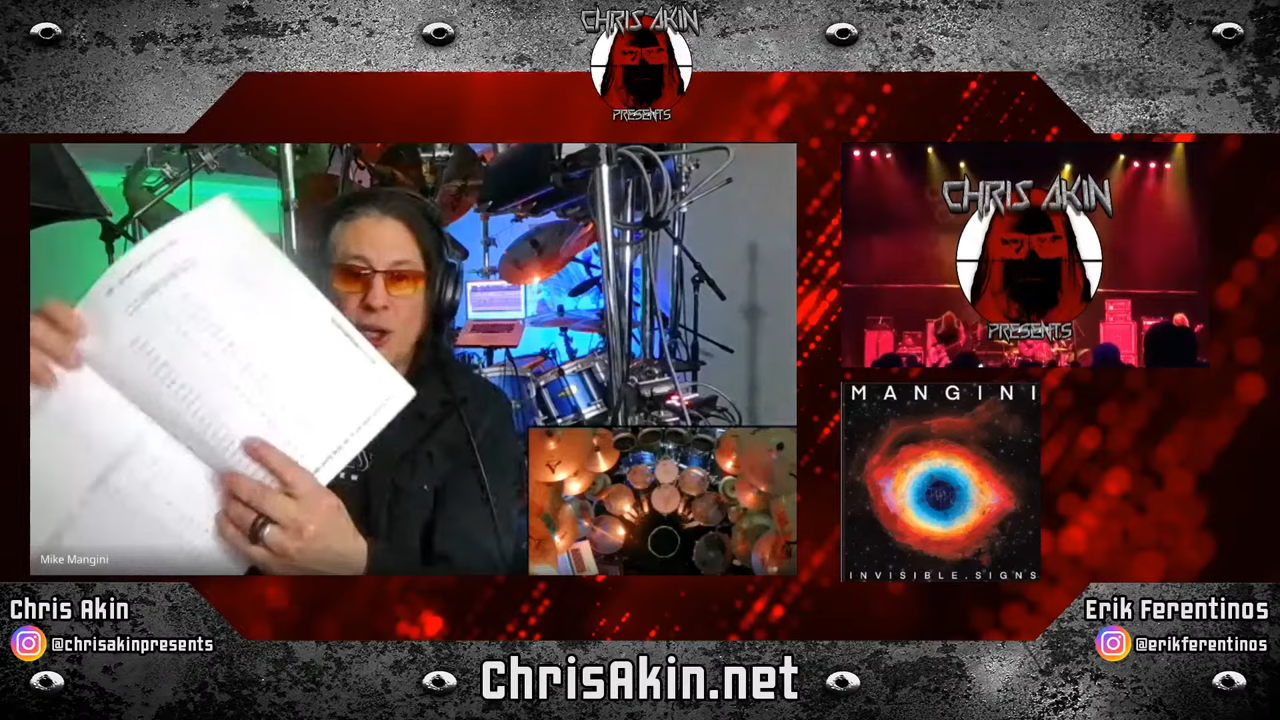 CHRIS AKIN
PRESENTS
CHRIS AKIN
PRESENTS
MANGINI
INVISIBLE.SIGNS
Mike Mangini
Chris Akin
@chrisakinpresents
Erik Ferentinos
@erikferentinos
ChrisAkin.net